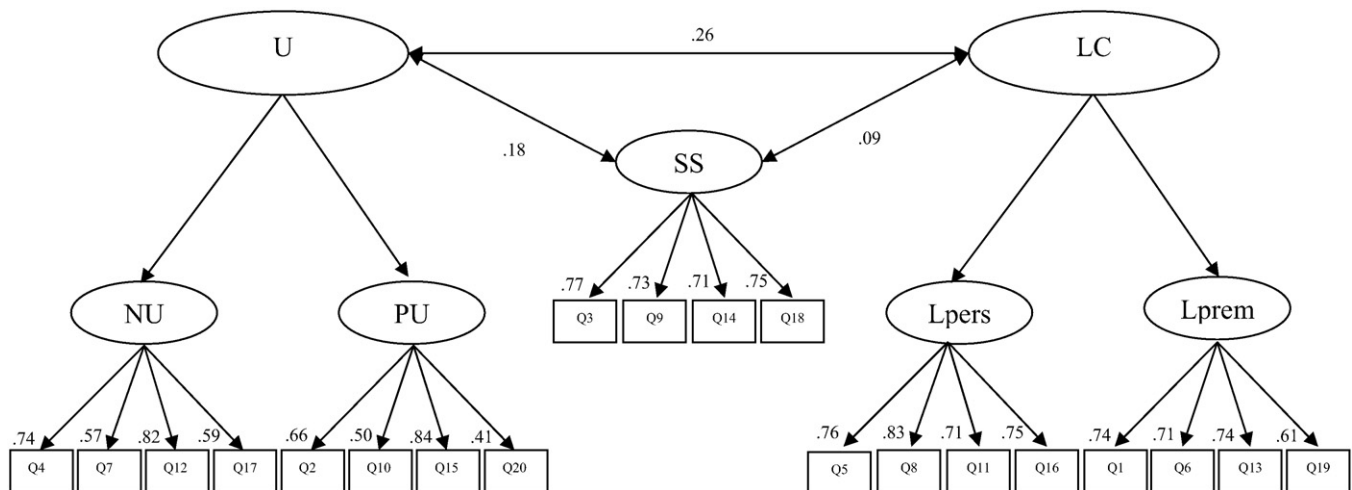 U .26 LC
.18 SS .09
.77 .73 .71 .75
NU PU Q3 Q9 Q14 Q18 Lpers Lprem
.74 .57 .82 .59 .66 .50 .84 .41 .76 .83 .71 .75 .74 .71 .74 .61
Q4 Q7 Q12 Q17 Q2 Q10 Q15 Q20 Q5 Q8 Q11 Q16 Q1 Q6 Q13 Q19